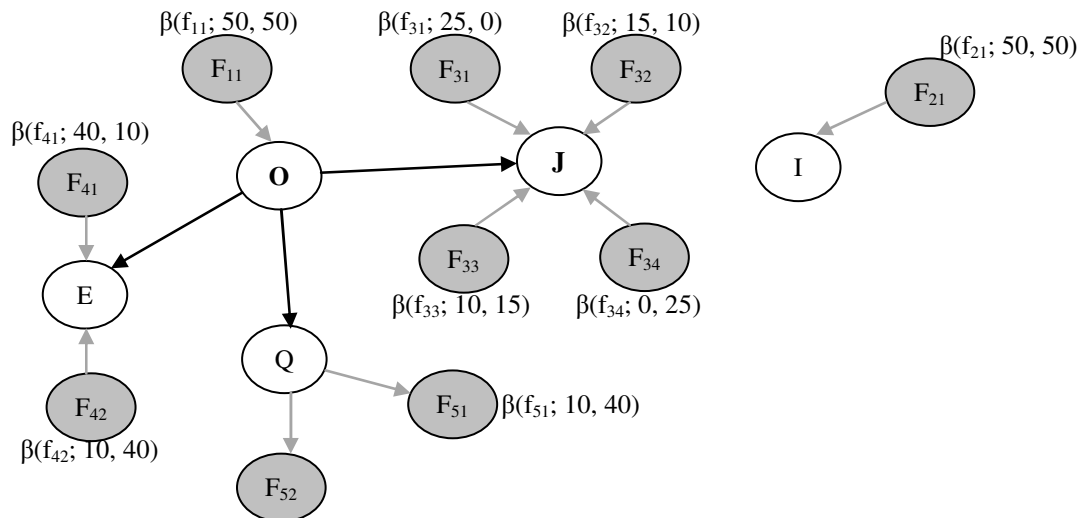 β(f₁₁; 50, 50)
β(f₃₁; 25, 0)
β(f₃₂; 15, 10)
β(f₂₁; 50, 50)
F₁₁
F₃₁
F₃₂
F₂₁
β(f₄₁; 40, 10)
F₄₁
O
J
I
F₃₃
F₃₄
E
β(f₃₃; 10, 15)
β(f₃₄; 0, 25)
Q
F₄₂
F₅₁
β(f₅₁; 10, 40)
β(f₄₂; 10, 40)
F₅₂